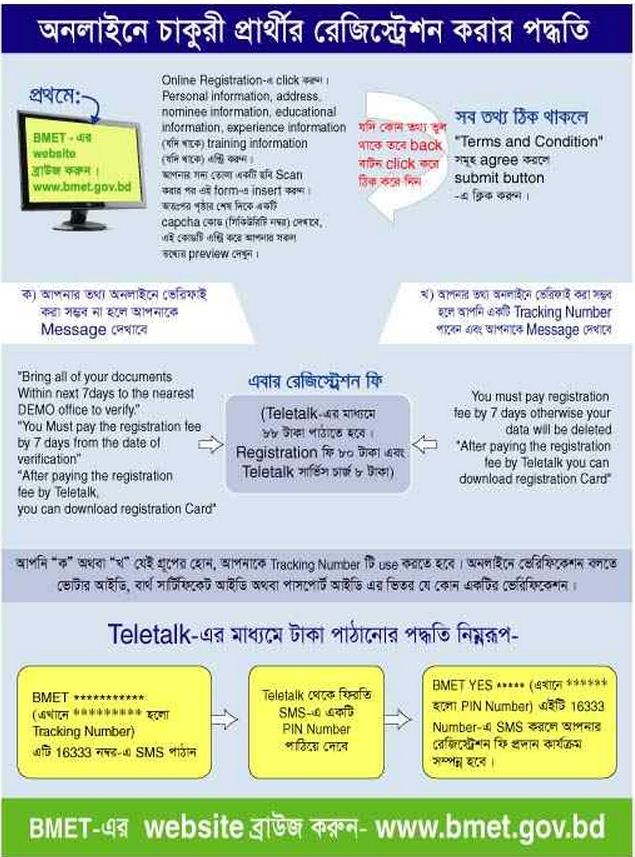 অনলাইনে চাকুরী প্রার্থীর রেজিস্ট্রেশন করার পদ্ধতি
প্রথমে:
BMET - এর
website
ব্রাউজ করুন ।
www.bmet.gov.bd
Online Registration-এ click করুন ।
Personal information, address,
nominee information, educational
information, experience information
(যদি থাকে) training information
(যদি থাকে) এন্ট্রি করুন ।
আপনার সদ্য তোলা একটি ছবি Scan
করার পর এই form-এ insert করুন ।
অতঃপর পৃষ্ঠার শেষ দিকে একটি
capcha কোড (সিকিউরিটি নম্বর) দেখাবে,
এই কোডটি এন্ট্রি করে আপনার সকল
তথ্যের preview দেখুন ।
যদি কোন তথ্য ভুল
থাকে তবে back
বাটন click করে
ঠিক করে নিন
সব তথ্য ঠিক থাকলে
"Terms and Condition"
সমূহ agree করলে
submit button
-এ ক্লিক করুন ।
ক) আপনার তথ্য অনলাইনে ভেরিফাই
করা সম্ভব না হলে আপনাকে
Message দেখাবে
খ) আপনার তথ্য অনলাইনে ভেরিফাই করা সম্ভব
হলে আপনি একটি Tracking Number
পাবেন এবং আপনাকে Message দেখাবে
"Bring all of your documents
Within next 7days to the nearest
DEMO office to verify."
"You Must pay the registration fee
by 7 days from the date of
verification"
"After paying the registration
fee by Teletalk,
you can download registration Card"
এবার রেজিস্ট্রেশন ফি
(Teletalk-এর মাধ্যমে
৮৮ টাকা পাঠাতে হবে ।
Registration ফি ৮০ টাকা এবং
Teletalk সার্ভিস চার্জ ৮ টাকা)
You must pay registration
fee by 7 days otherwise your
data will be deleted
"After paying the registration
fee by Teletalk you can
download registration Card"
আপনি “ক” অথবা “খ” যেই গ্রূপের হোন, আপনাকে Tracking Number টি use করতে হবে । অনলাইনে ভেরিফিকেশন বলতে
ভোটার আইডি, বার্থ সার্টিফিকেট আইডি অথবা পাসপোর্ট আইডি এর ভিতর যে কোন একটির ভেরিফিকেশন ।
Teletalk-এর মাধ্যমে টাকা পাঠানোর পদ্ধতি নিম্নরূপ-
BMET ***********
(এখানে ********* হলো
Tracking Number)
এটি 16333 নম্বর-এ SMS পাঠান
Teletalk থেকে ফিরতি
SMS-এ একটি
PIN Number
পাঠিয়ে দেবে
BMET YES ***** (এখানে ******
হলো PIN Number) এইটি 16333
Number-এ SMS করলে আপনার
রেজিস্ট্রেশন ফি প্রদান কার্যক্রম
সম্পন্ন হবে ।
BMET-এর website ব্রাউজ করুন- www.bmet.gov.bd